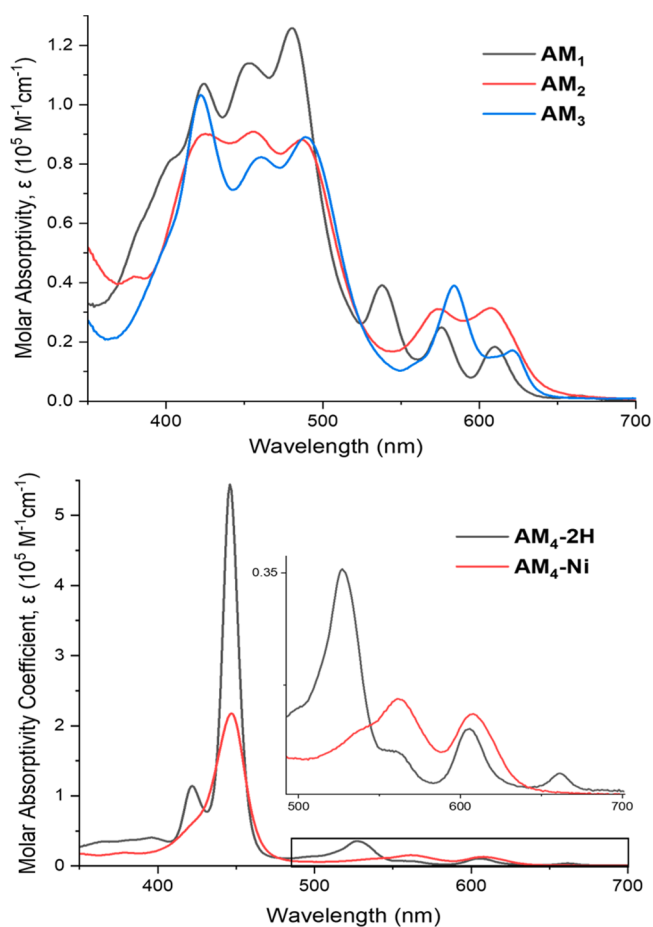 1.2
1.0
0.8
0.6
0.4
0.2
0.0
Molar Absorptivity, ε (10⁵ M⁻¹cm⁻¹)
AM₁
AM₂
AM₃
400
500
600
700
Wavelength (nm)
5
4
3
2
1
0
Molar Absorptivity Coefficient, ε (10⁵ M⁻¹cm⁻¹)
AM₄-2H
AM₄-Ni
0.35
500
600
700
400
500
600
700
Wavelength (nm)